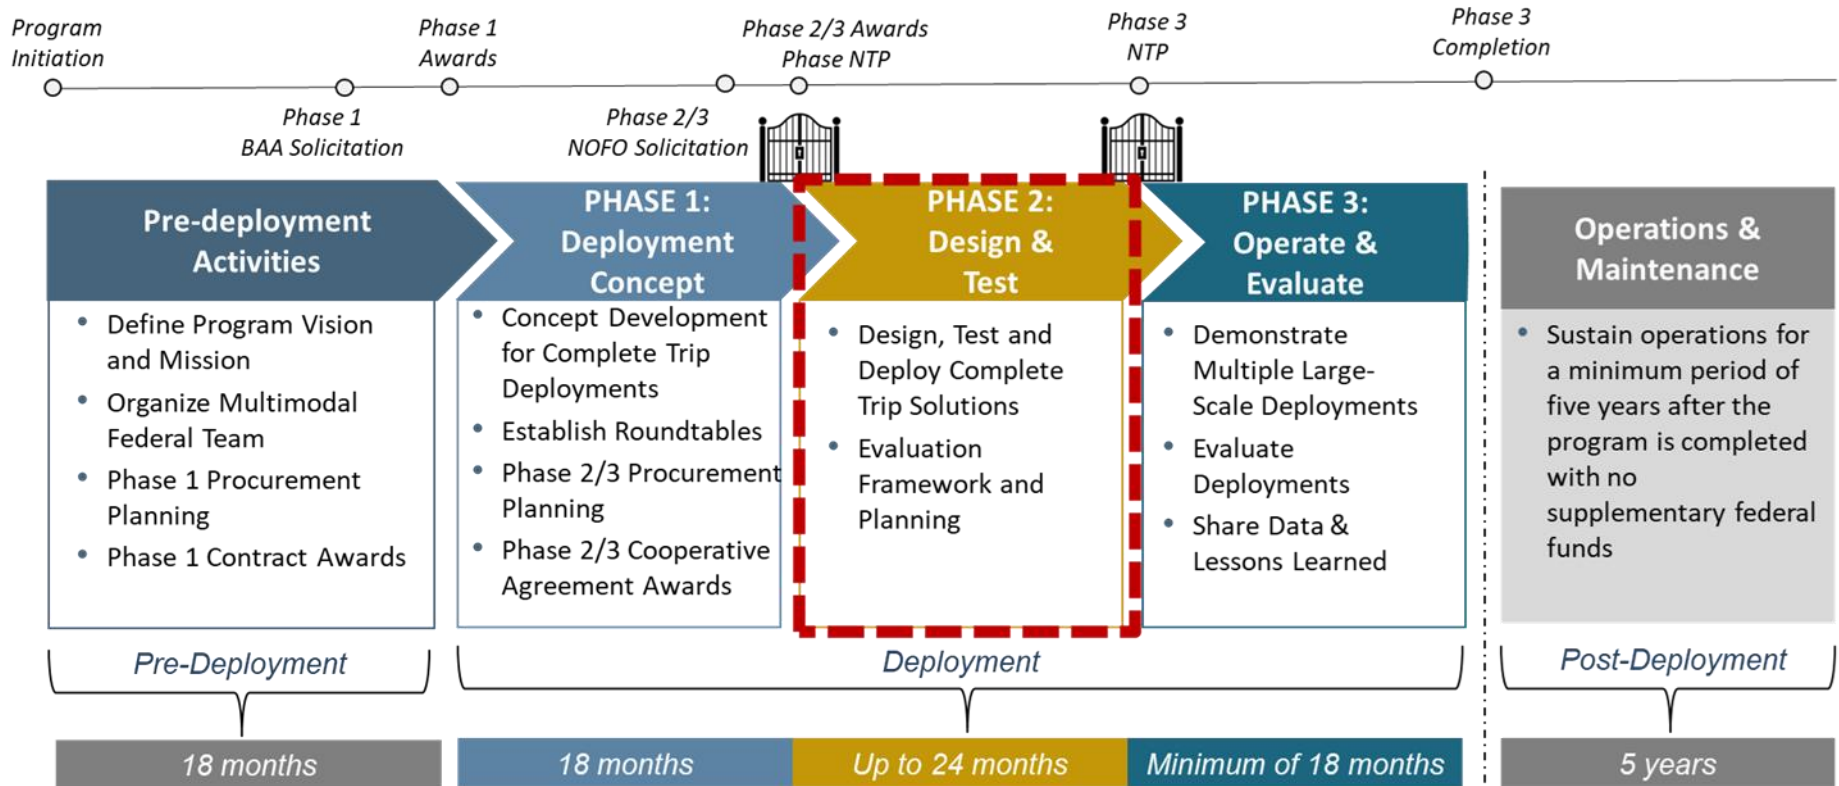 Program
Initiation
Phase 1
Awards
Phase 2/3 Awards
Phase NTP
Phase 3
NTP
Phase 3
Completion
Phase 1
BAA Solicitation
Phase 2/3
NOFO Solicitation
Pre-deployment
Activities
• Define Program Vision
and Mission
• Organize Multimodal
Federal Team
• Phase 1 Procurement
Planning
• Phase 1 Contract Awards
PHASE 1:
Deployment
Concept
• Concept Development
for Complete Trip
Deployments
• Establish Roundtables
• Phase 2/3 Procurement
Planning
• Phase 2/3 Cooperative
Agreement Awards
PHASE 2:
Design &
Test
• Design, Test and
Deploy Complete
Trip Solutions
• Evaluation
Framework and
Planning
PHASE 3:
Operate &
Evaluate
• Demonstrate
Multiple Large-
Scale Deployments
• Evaluate
Deployments
• Share Data &
Lessons Learned
Operations &
Maintenance
• Sustain operations for
a minimum period of
five years after the
program is completed
with no
supplementary federal
funds
Pre-Deployment
Deployment
Post-Deployment
18 months
18 months
Up to 24 months
Minimum of 18 months
5 years